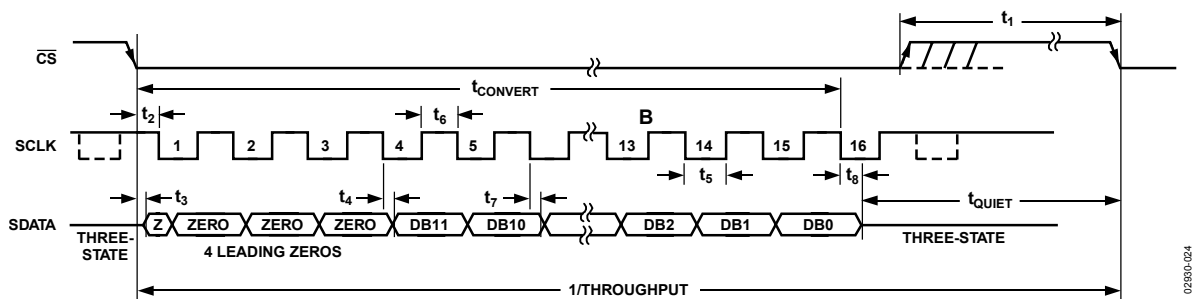 t1
CS
tCONVERT
t2
t6
B
SCLK
1
2
3
4
5
13
14
15
16
t5
t8
t3
t4
t7
tQUIET
SDATA
Z
ZERO
ZERO
ZERO
DB11
DB10
DB2
DB1
DB0
THREE-
STATE
4 LEADING ZEROS
THREE-STATE
1/THROUGHPUT
02930-024